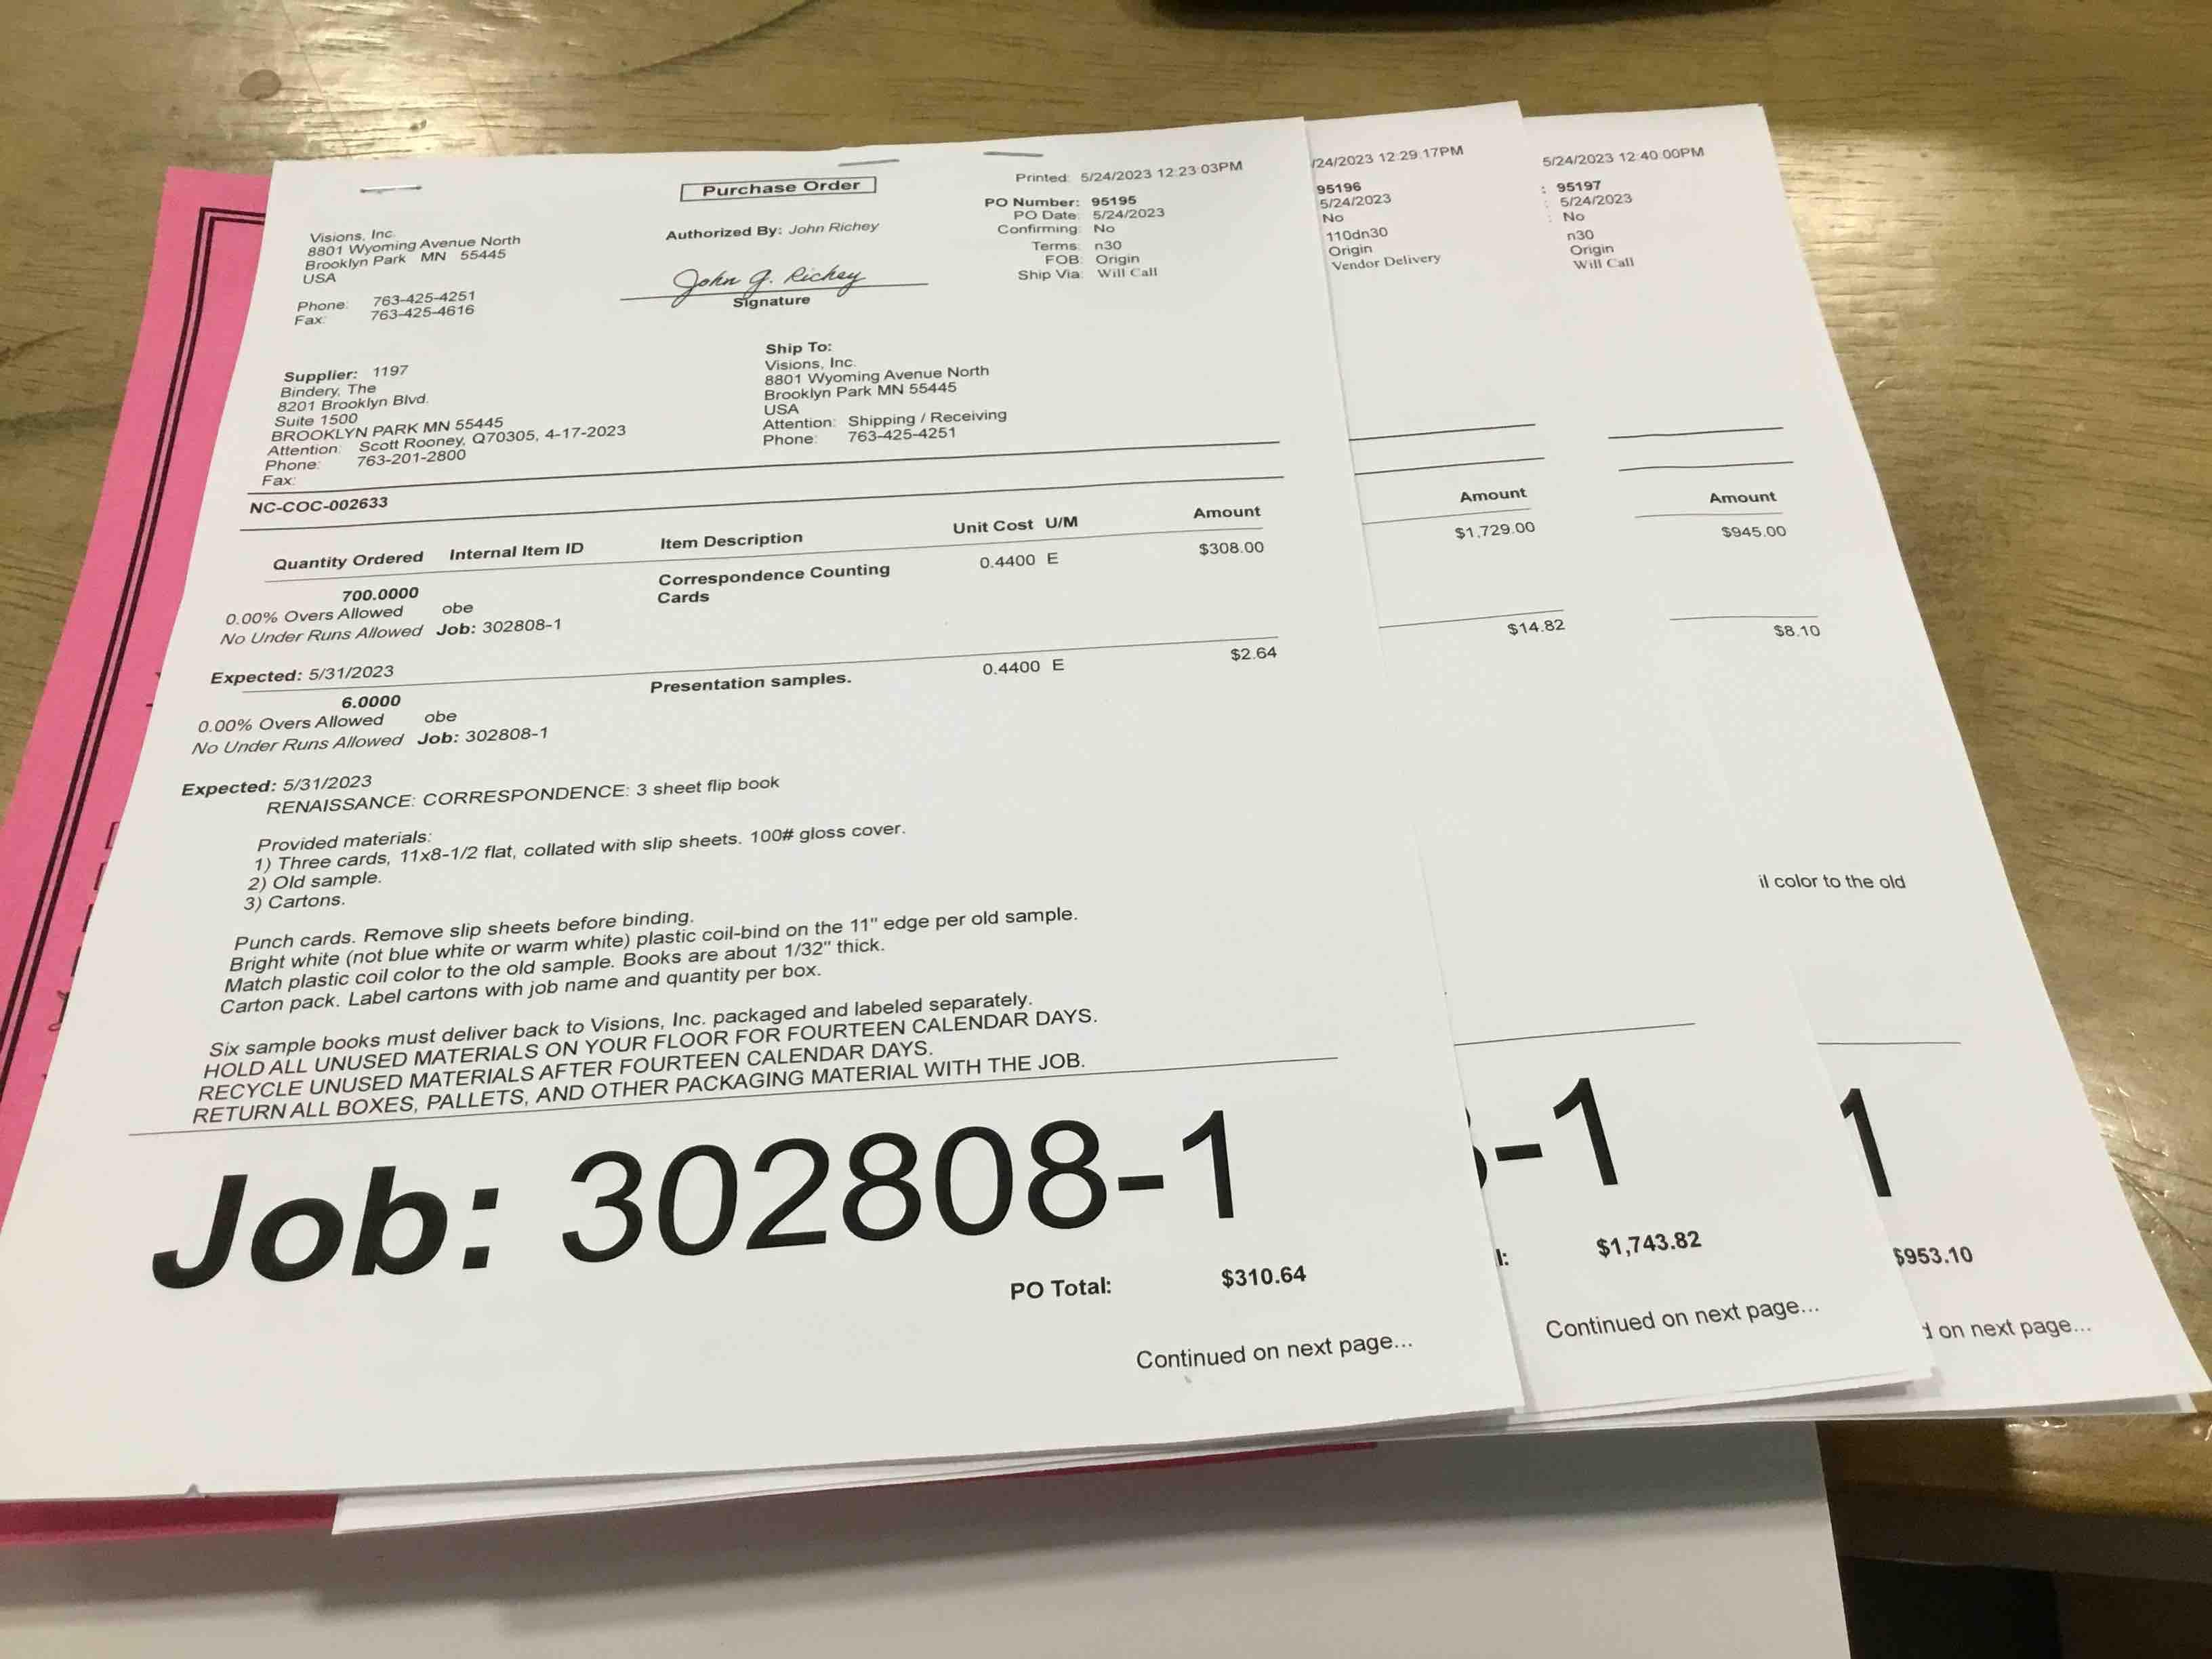 Purchase Order
Printed: 5/24/2023 12:23:03PM
Visions, Inc.
8801 Wyoming Avenue North
Brooklyn Park MN 55445
USA
Phone: 763-425-4251
Fax: 763-425-4616
Authorized By: John Richey
John G. Richey
Signature
PO Number: 95195
PO Date: 5/24/2023
Confirming: No
Terms: n30
FOB: Origin
Ship Via: Will Call
Supplier: 1197
Bindery, The
8201 Brooklyn Blvd.
Suite 1500
BROOKLYN PARK MN 55445
Attention: Scott Rooney, Q70305, 4-17-2023
Phone: 763-201-2800
Fax:
Ship To:
Visions, Inc.
8801 Wyoming Avenue North
Brooklyn Park MN 55445
USA
Attention: Shipping / Receiving
Phone: 763-425-4251
NC-COC-002633
Quantity Ordered Internal Item ID Item Description Unit Cost U/M Amount
700.0000 Correspondence Counting 0.4400 E $308.00
Cards
0.00% Overs Allowed obe
No Under Runs Allowed Job: 302808-1
Expected: 5/31/2023
6.0000 Presentation samples. 0.4400 E $2.64
0.00% Overs Allowed obe
No Under Runs Allowed Job: 302808-1
Expected: 5/31/2023
RENAISSANCE: CORRESPONDENCE: 3 sheet flip book
Provided materials:
1) Three cards, 11x8-1/2 flat, collated with slip sheets. 100# gloss cover.
2) Old sample.
3) Cartons.
Punch cards. Remove slip sheets before binding.
Bright white (not blue white or warm white) plastic coil-bind on the 11" edge per old sample.
Match plastic coil color to the old sample. Books are about 1/32" thick.
Carton pack. Label cartons with job name and quantity per box.
Six sample books must deliver back to Visions, Inc. packaged and labeled separately.
HOLD ALL UNUSED MATERIALS ON YOUR FLOOR FOR FOURTEEN CALENDAR DAYS.
RECYCLE UNUSED MATERIALS AFTER FOURTEEN CALENDAR DAYS.
RETURN ALL BOXES, PALLETS, AND OTHER PACKAGING MATERIAL WITH THE JOB.
Job: 302808-1
PO Total: $310.64
Continued on next page...
/24/2023 12:29:17PM
95196
5/24/2023
No
110dn30
Origin
Vendor Delivery
Amount
$1,729.00
$14.82
-1
l: $1,743.82
Continued on next page...
5/24/2023 12:40:00PM
: 95197
: 5/24/2023
: No
n30
Origin
Will Call
Amount
$945.00
$8.10
il color to the old
1
$953.10
d on next page...